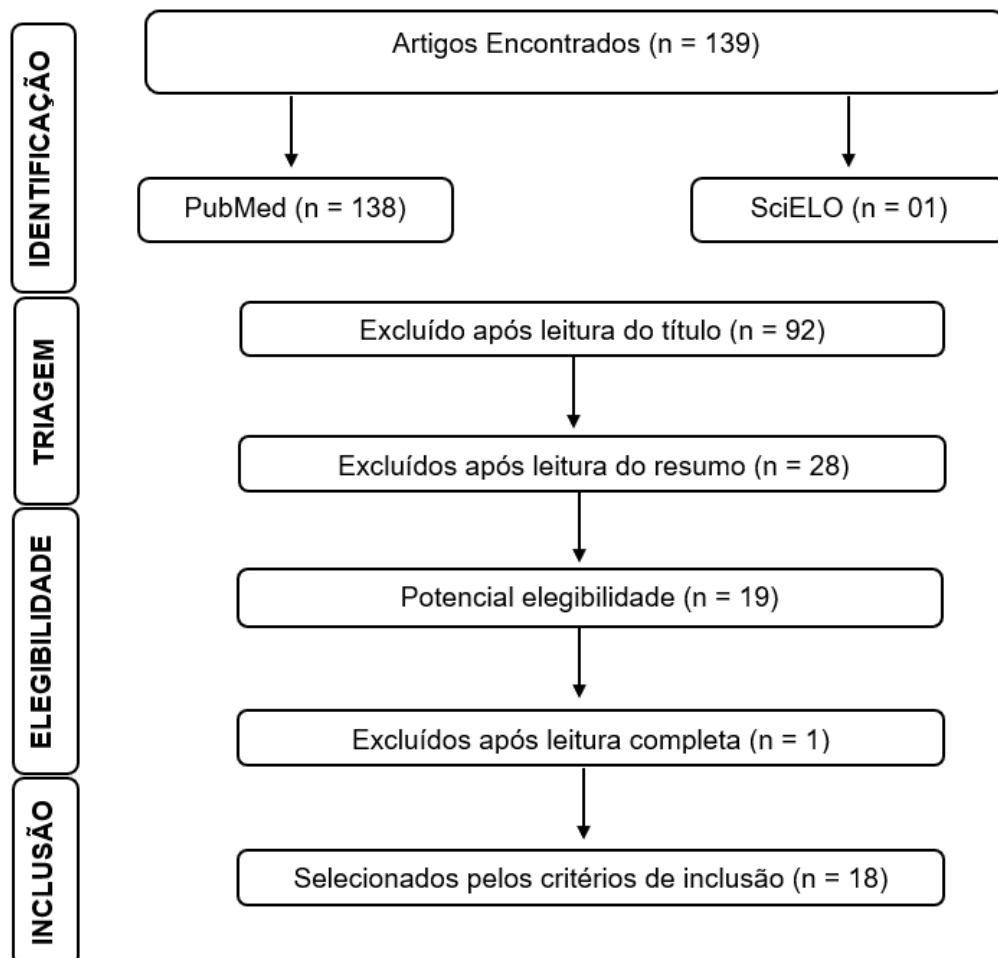 IDENTIFICAÇÃO
Artigos Encontrados (n = 139)
PubMed (n = 138)
SciELO (n = 01)
TRIAGEM
Excluído após leitura do título (n = 92)
Excluídos após leitura do resumo (n = 28)
ELEGIBILIDADE
Potencial elegibilidade (n = 19)
Excluídos após leitura completa (n = 1)
INCLUSÃO
Selecionados pelos critérios de inclusão (n = 18)